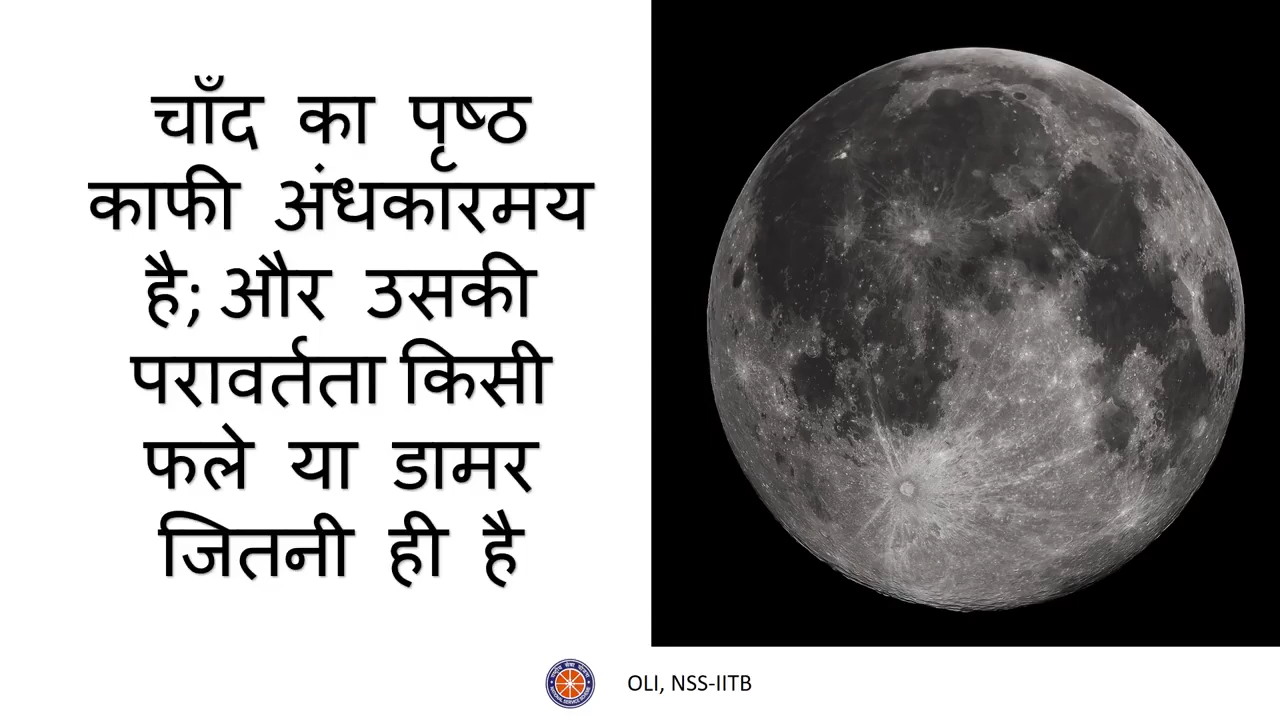 चाँद का पृष्ठ
काफी अंधकारमय
है; और उसकी
परावर्तता किसी
फले या डामर
जितनी ही है
OLI, NSS-IITB